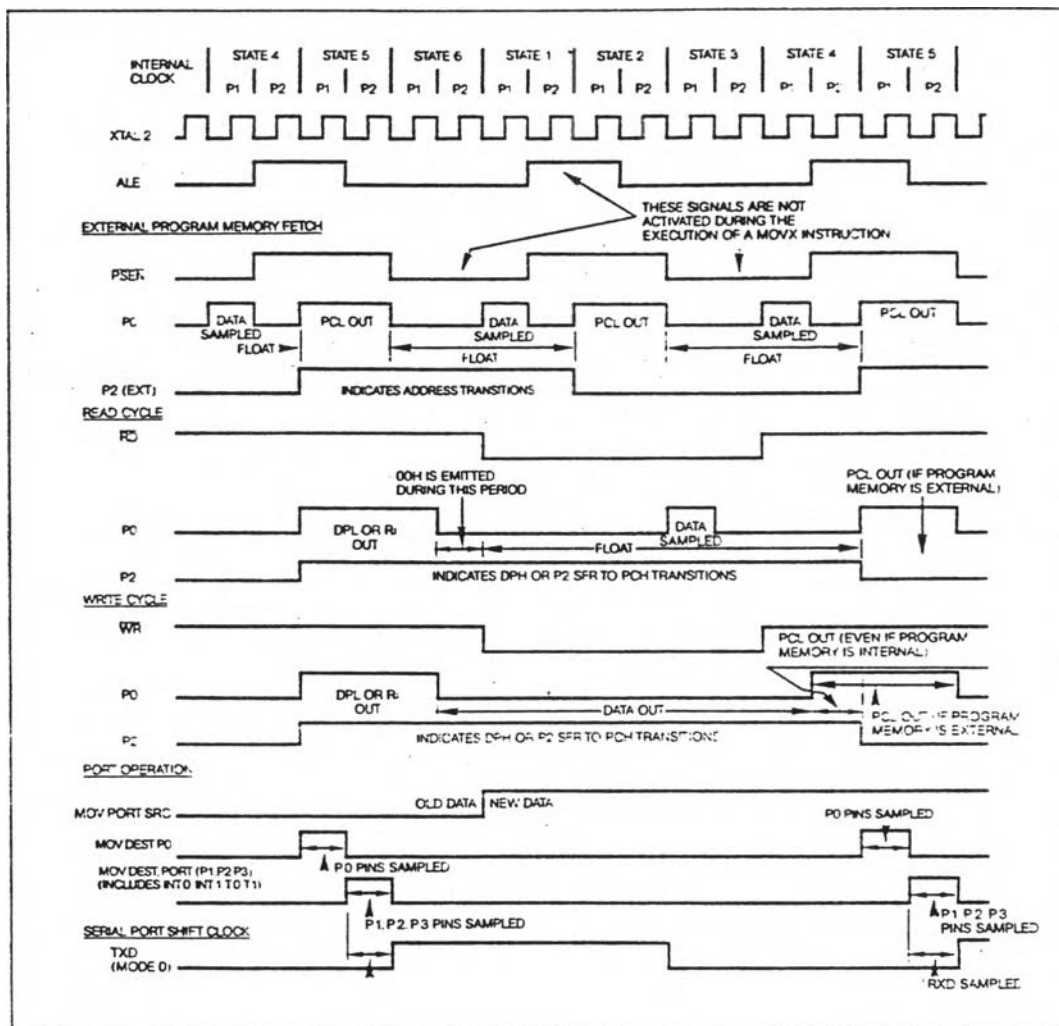 INTERNAL CLOCK
STATE 4 STATE 5 STATE 6 STATE 1 STATE 2 STATE 3 STATE 4 STATE 5
P1 P2 P1 P2 P1 P2 P1 P2 P1 P2 P1 P2 P1 P2 P1 P2
XTAL 2
ALE
THESE SIGNALS ARE NOT
ACTIVATED DURING THE
EXECUTION OF A MOVX INSTRUCTION
EXTERNAL PROGRAM MEMORY FETCH
PSEN
P0
DATA SAMPLED
PCL OUT
DATA SAMPLED
PCL OUT
DATA SAMPLED
PCL OUT
FLOAT
FLOAT
FLOAT
P2 (EXT)
INDICATES ADDRESS TRANSITIONS
READ CYCLE
RD
00H IS EMITTED
DURING THIS PERIOD
PCL OUT (IF PROGRAM
MEMORY IS EXTERNAL)
P0
DPL OR Ri
OUT
DATA
SAMPLED
FLOAT
P2
INDICATES DPH OR P2 SFR TO PCH TRANSITIONS
WRITE CYCLE
WR
PCL OUT (EVEN IF PROGRAM
MEMORY IS INTERNAL)
P0
DPL OR Ri
OUT
DATA OUT
PCL OUT (IF PROGRAM
MEMORY IS EXTERNAL
P2
INDICATES DPH OR P2 SFR TO PCH TRANSITIONS
PORT OPERATION
MOV PORT SRC
OLD DATA NEW DATA
P0 PINS SAMPLED
MOV DEST P0
P0 PINS SAMPLED
MOV DEST. PORT (P1 P2 P3)
(INCLUDES INT0 INT 1 T0 T1)
P1, P2, P3 PINS SAMPLED
P1 P2 P3
PINS SAMPLED
SERIAL PORT SHIFT CLOCK
TXD
(MODE 0)
RXD SAMPLED